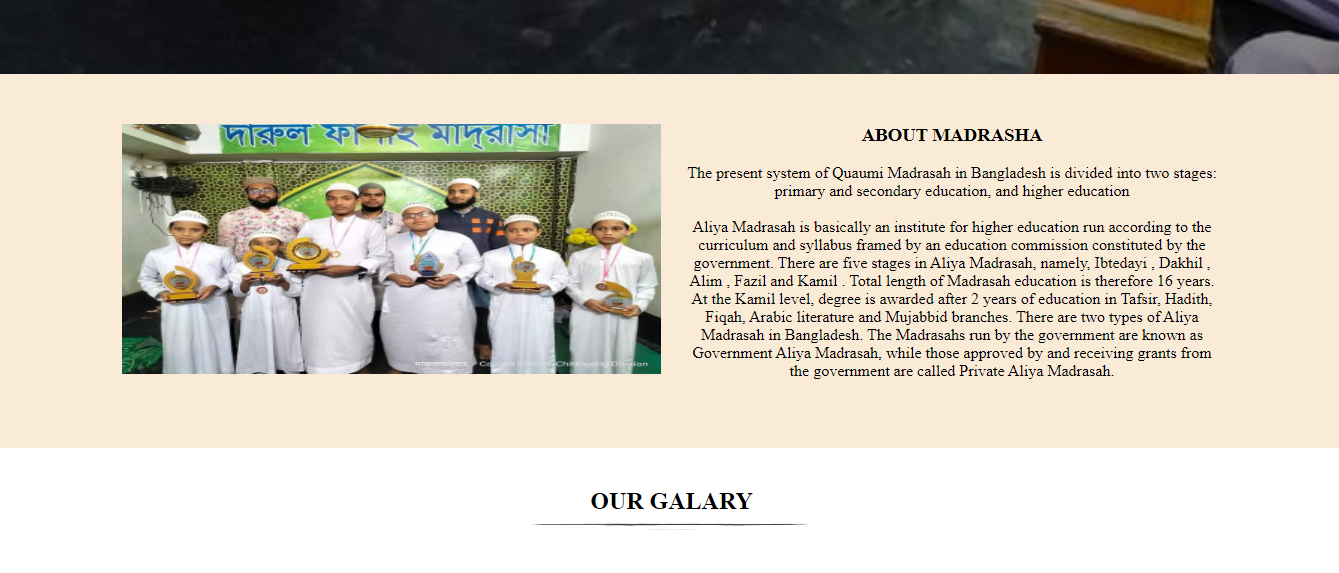 দারুল ফালাহ মাদ্রাসা
ABOUT MADRASHA
The present system of Quaumi Madrasah in Bangladesh is divided into two stages:
primary and secondary education, and higher education
Aliya Madrasah is basically an institute for higher education run according to the
curriculum and syllabus framed by an education commission constituted by the
government. There are five stages in Aliya Madrasah, namely, Ibtedayi , Dakhil ,
Alim , Fazil and Kamil . Total length of Madrasah education is therefore 16 years.
At the Kamil level, degree is awarded after 2 years of education in Tafsir, Hadith,
Fiqah, Arabic literature and Mujabbid branches. There are two types of Aliya
Madrasah in Bangladesh. The Madrasahs run by the government are known as
Government Aliya Madrasah, while those approved by and receiving grants from
the government are called Private Aliya Madrasah.
OUR GALARY